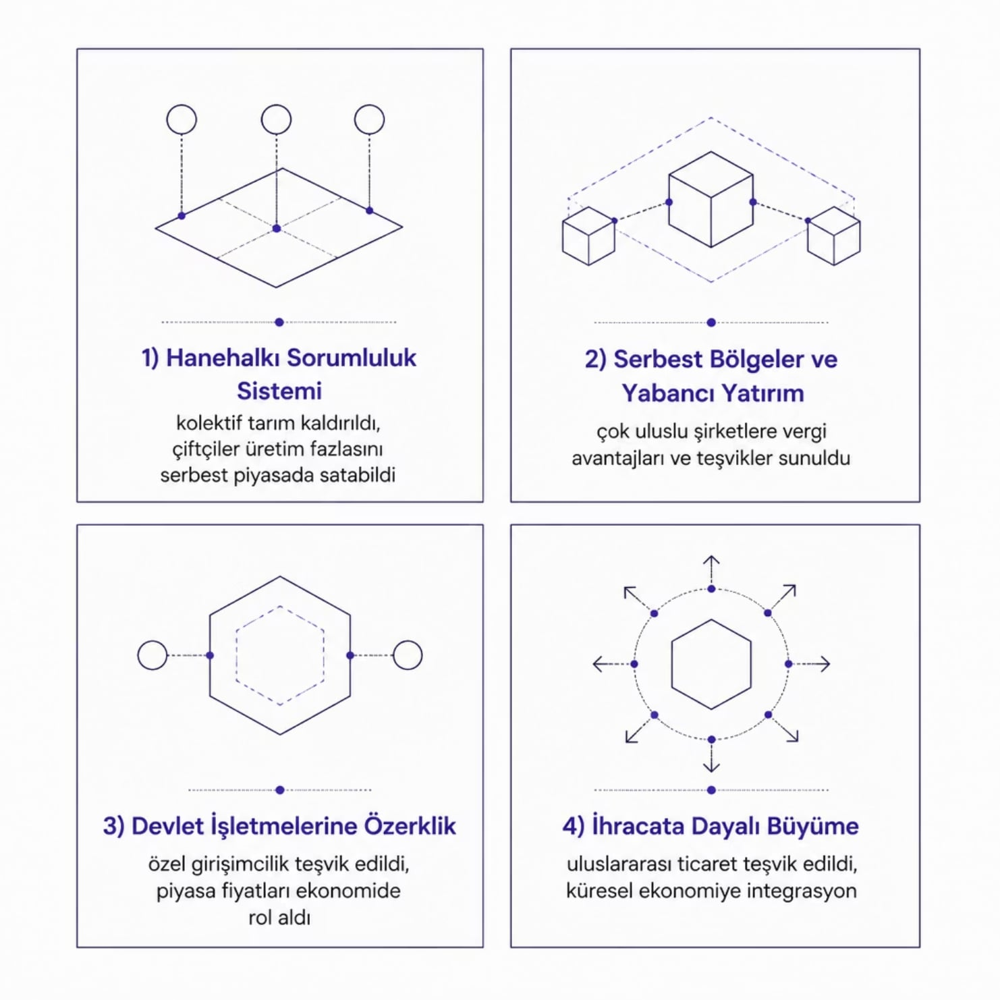 1) Hanehalkı Sorumluluk
Sistemi
kolektif tarım kaldırıldı,
çiftçiler üretim fazlasını
serbest piyasada satabildi
2) Serbest Bölgeler ve
Yabancı Yatırım
çok uluslu şirketlere vergi
avantajları ve teşvikler sunuldu
3) Devlet İşletmelerine Özerklik
özel girişimcilik teşvik edildi,
piyasa fiyatları ekonomide
rol aldı
4) İhracata Dayalı Büyüme
uluslararası ticaret teşvik edildi,
küresel ekonomiye integrasyon